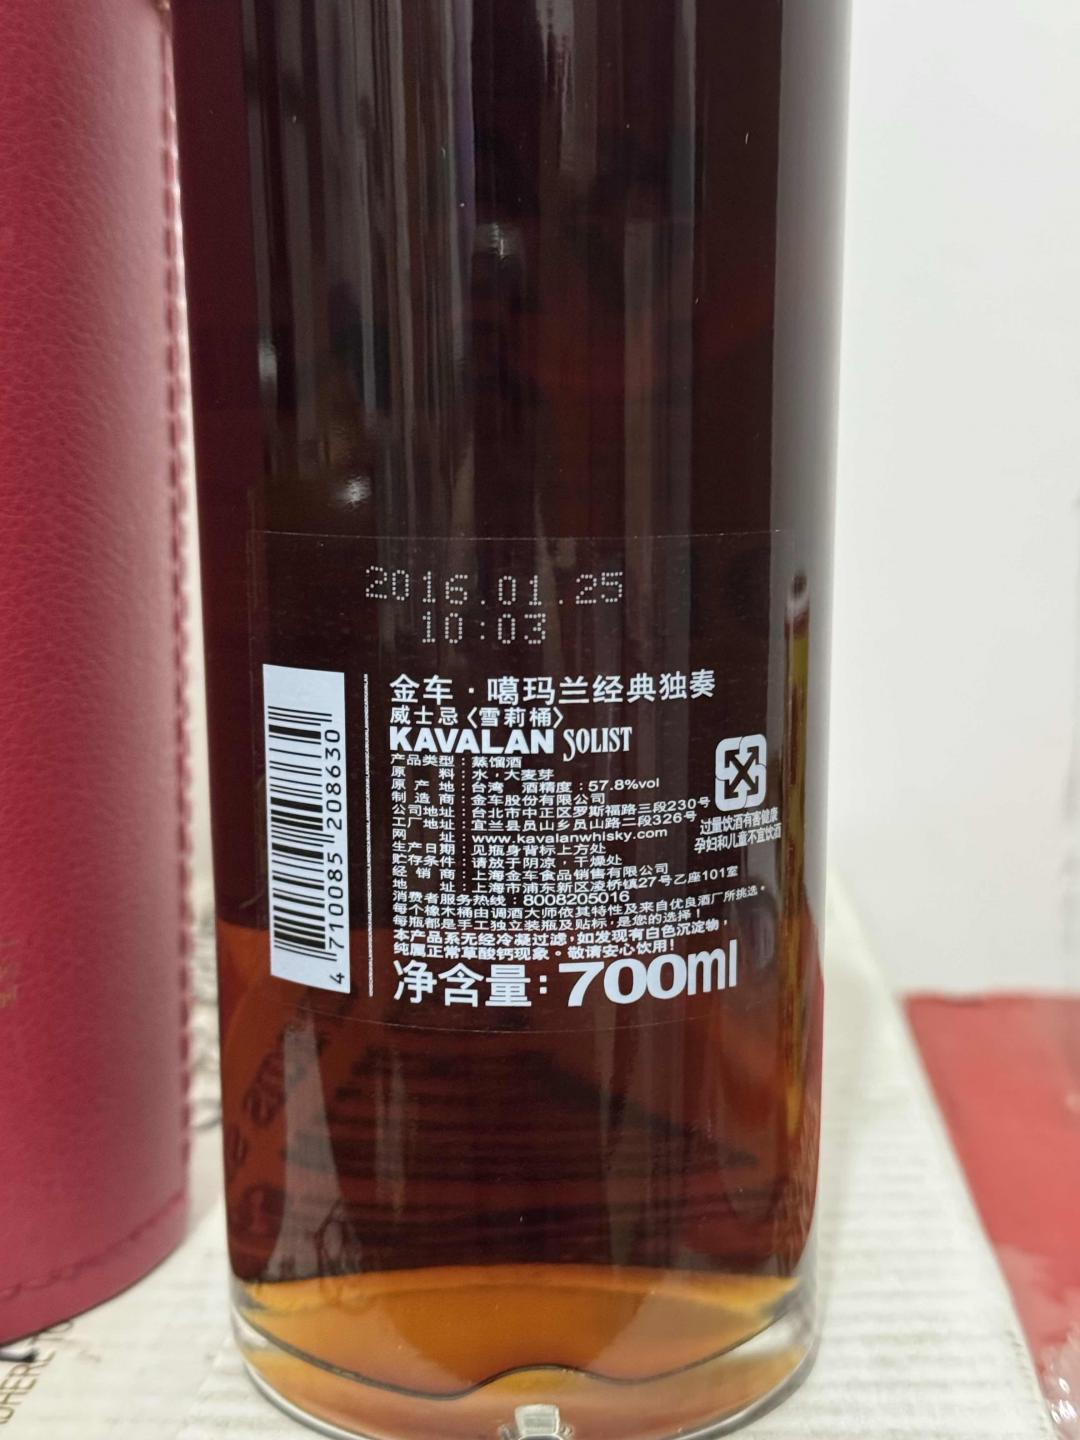 2016.01.25
10:03
金车·噶玛兰经典独奏
威士忌〈雪莉桶〉
KAVALAN SOLIST
产品类型：蒸馏酒
原　料：水，大麦芽
原产地：台湾　酒精度：57.8%vol
制造商：金车股份有限公司
公司地址：台北市中正区罗斯福路三段230号
工厂地址：宜兰县员山乡员山路二段326号
网　址：www.kavalanwhisky.com
生产日期：见瓶身背标上方处
贮存条件：请放于阴凉，干燥处
经销商：上海金车食品销售有限公司
地　址：上海市浦东新区凌桥镇27号乙座101室
消费者服务热线：8008205016
每个橡木桶由调酒大师依其特性及来自优良酒厂所挑选。
每瓶都是手工独立装瓶及贴标，是您的选择！
本产品系无经冷凝过滤，如发现有白色沉淀物，
纯属正常草酸钙现象。敬请安心饮用！
净含量：700ml
过量饮酒有害健康
孕妇和儿童不宜饮酒
4 710085 208630